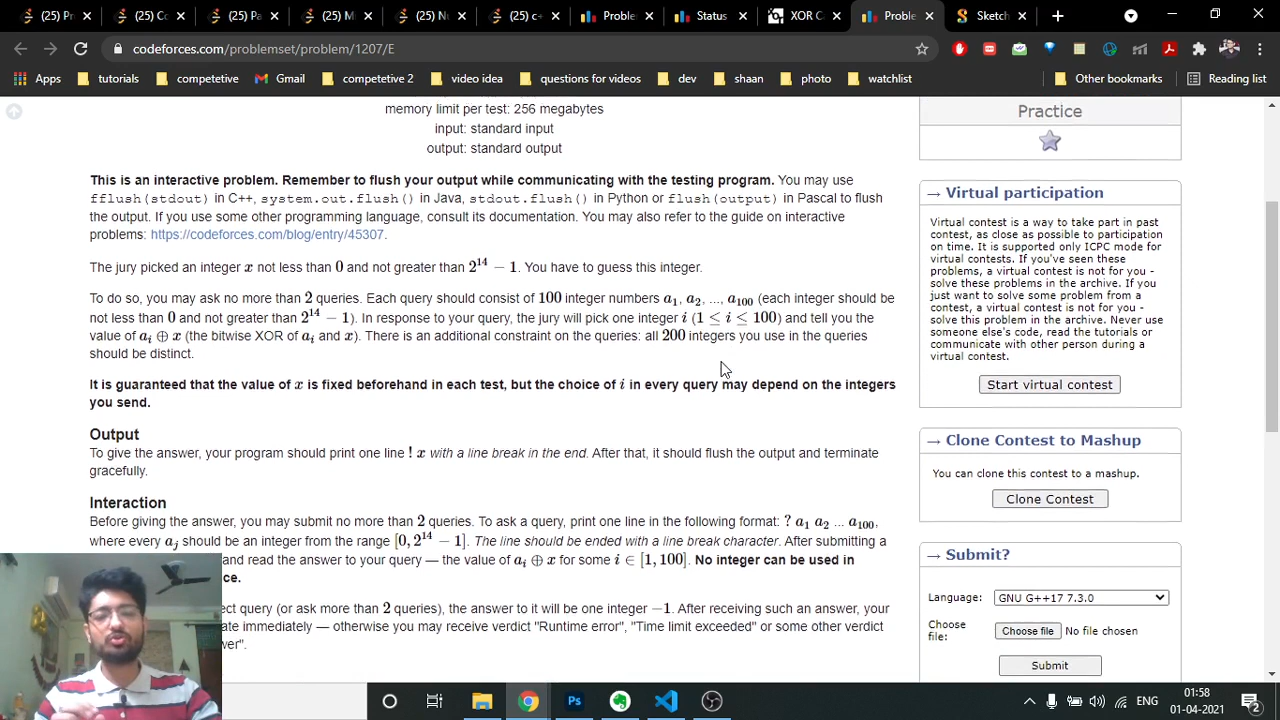 (25) Pr
(25) Co
(25) Pa
(25) M
(25) Nu
(25) c+
Proble
Status
XOR C
Proble
Sketch
codeforces.com/problemset/problem/1207/E
Apps
tutorials
competetive
Gmail
competetive 2
video idea
questions for videos
dev
shaan
photo
watchlist
Other bookmarks
Reading list
memory limit per test: 256 megabytes
input: standard input
output: standard output
This is an interactive problem. Remember to flush your output while communicating with the testing program. You may use
fflush(stdout) in C++, system.out.flush() in Java, stdout.flush() in Python or flush(output) in Pascal to flush
the output. If you use some other programming language, consult its documentation. You may also refer to the guide on interactive
problems: https://codeforces.com/blog/entry/45307.
The jury picked an integer x not less than 0 and not greater than 2^14 − 1. You have to guess this integer.
To do so, you may ask no more than 2 queries. Each query should consist of 100 integer numbers a1, a2, ..., a100 (each integer should be
not less than 0 and not greater than 2^14 − 1). In response to your query, the jury will pick one integer i (1 ≤ i ≤ 100) and tell you the
value of ai ⊕ x (the bitwise XOR of ai and x). There is an additional constraint on the queries: all 200 integers you use in the queries
should be distinct.
It is guaranteed that the value of x is fixed beforehand in each test, but the choice of i in every query may depend on the integers
you send.
Output
To give the answer, your program should print one line ! x with a line break in the end. After that, it should flush the output and terminate
gracefully.
Interaction
Before giving the answer, you may submit no more than 2 queries. To ask a query, print one line in the following format: ? a1 a2 ... a100,
where every aj should be an integer from the range [0, 2^14 − 1]. The line should be ended with a line break character. After submitting a
and read the answer to your query — the value of ai ⊕ x for some i ∈ [1, 100]. No integer can be used in
ce.
ect query (or ask more than 2 queries), the answer to it will be one integer −1. After receiving such an answer, your
ate immediately — otherwise you may receive verdict "Runtime error", "Time limit exceeded" or some other verdict
wer".
Practice
→ Virtual participation
Virtual contest is a way to take part in past
contest, as close as possible to participation
on time. It is supported only ICPC mode for
virtual contests. If you've seen these
problems, a virtual contest is not for you -
solve these problems in the archive. If you
just want to solve some problem from a
contest, a virtual contest is not for you -
solve this problem in the archive. Never use
someone else's code, read the tutorials or
communicate with other person during a
virtual contest.
Start virtual contest
→ Clone Contest to Mashup
You can clone this contest to a mashup.
Clone Contest
→ Submit?
Language:
GNU G++17 7.3.0
Choose
file:
Choose File
No file chosen
Submit
Ps
ENG
01:58
01-04-2021
2